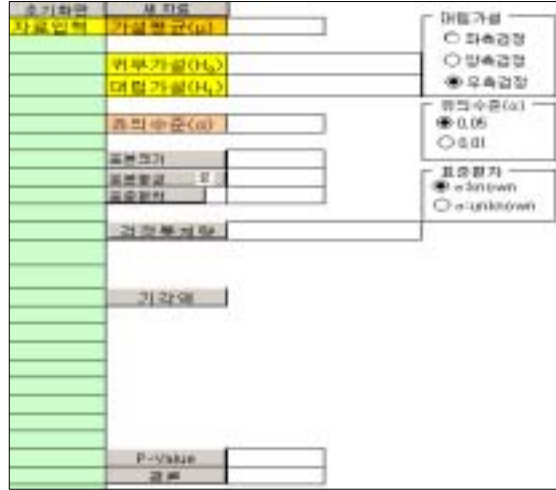 초기화면 새자료
자료입력 가설평균(μ)
귀무가설(H₀)
대립가설(H₁)
유의수준(α)
표본크기
표본평균
표준편차
검정통계량
기각역
P-Value
결론
대립가설
좌측검정
양측검정
우측검정
유의수준(α)
0.05
0.01
표준편차
σ:known
σ:unknown